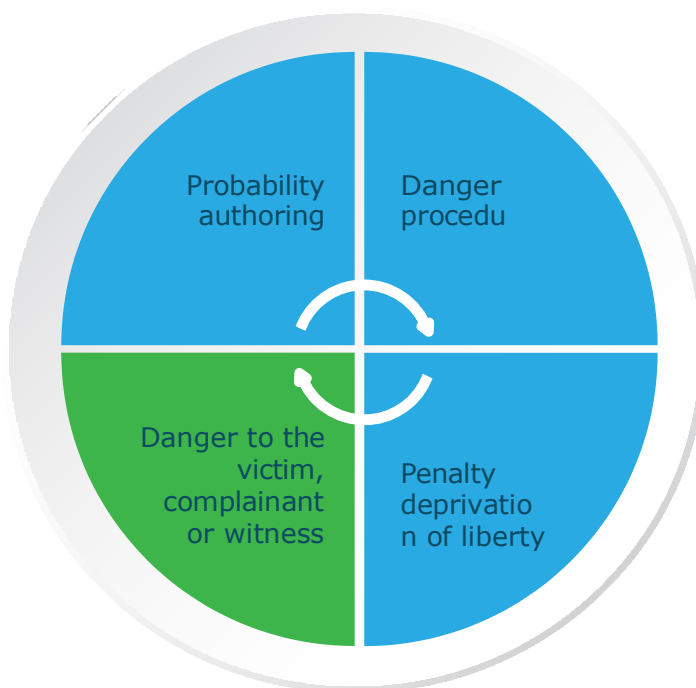 Probability
authoring
Danger
procedu
Danger to the
victim,
complainant
or witness
Penalty
deprivatio
n of liberty